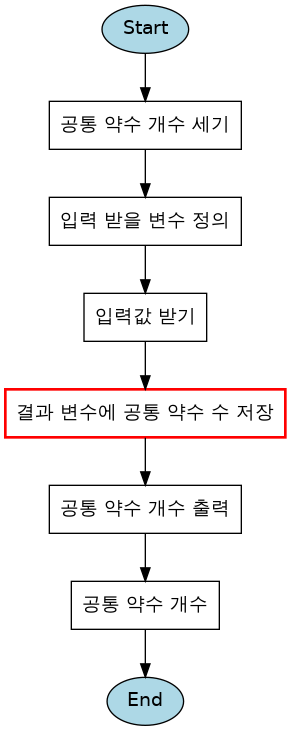 Start
공통 약수 개수 세기
입력 받을 변수 정의
입력값 받기
결과 변수에 공통 약수 수 저장
공통 약수 개수 출력
공통 약수 개수
End